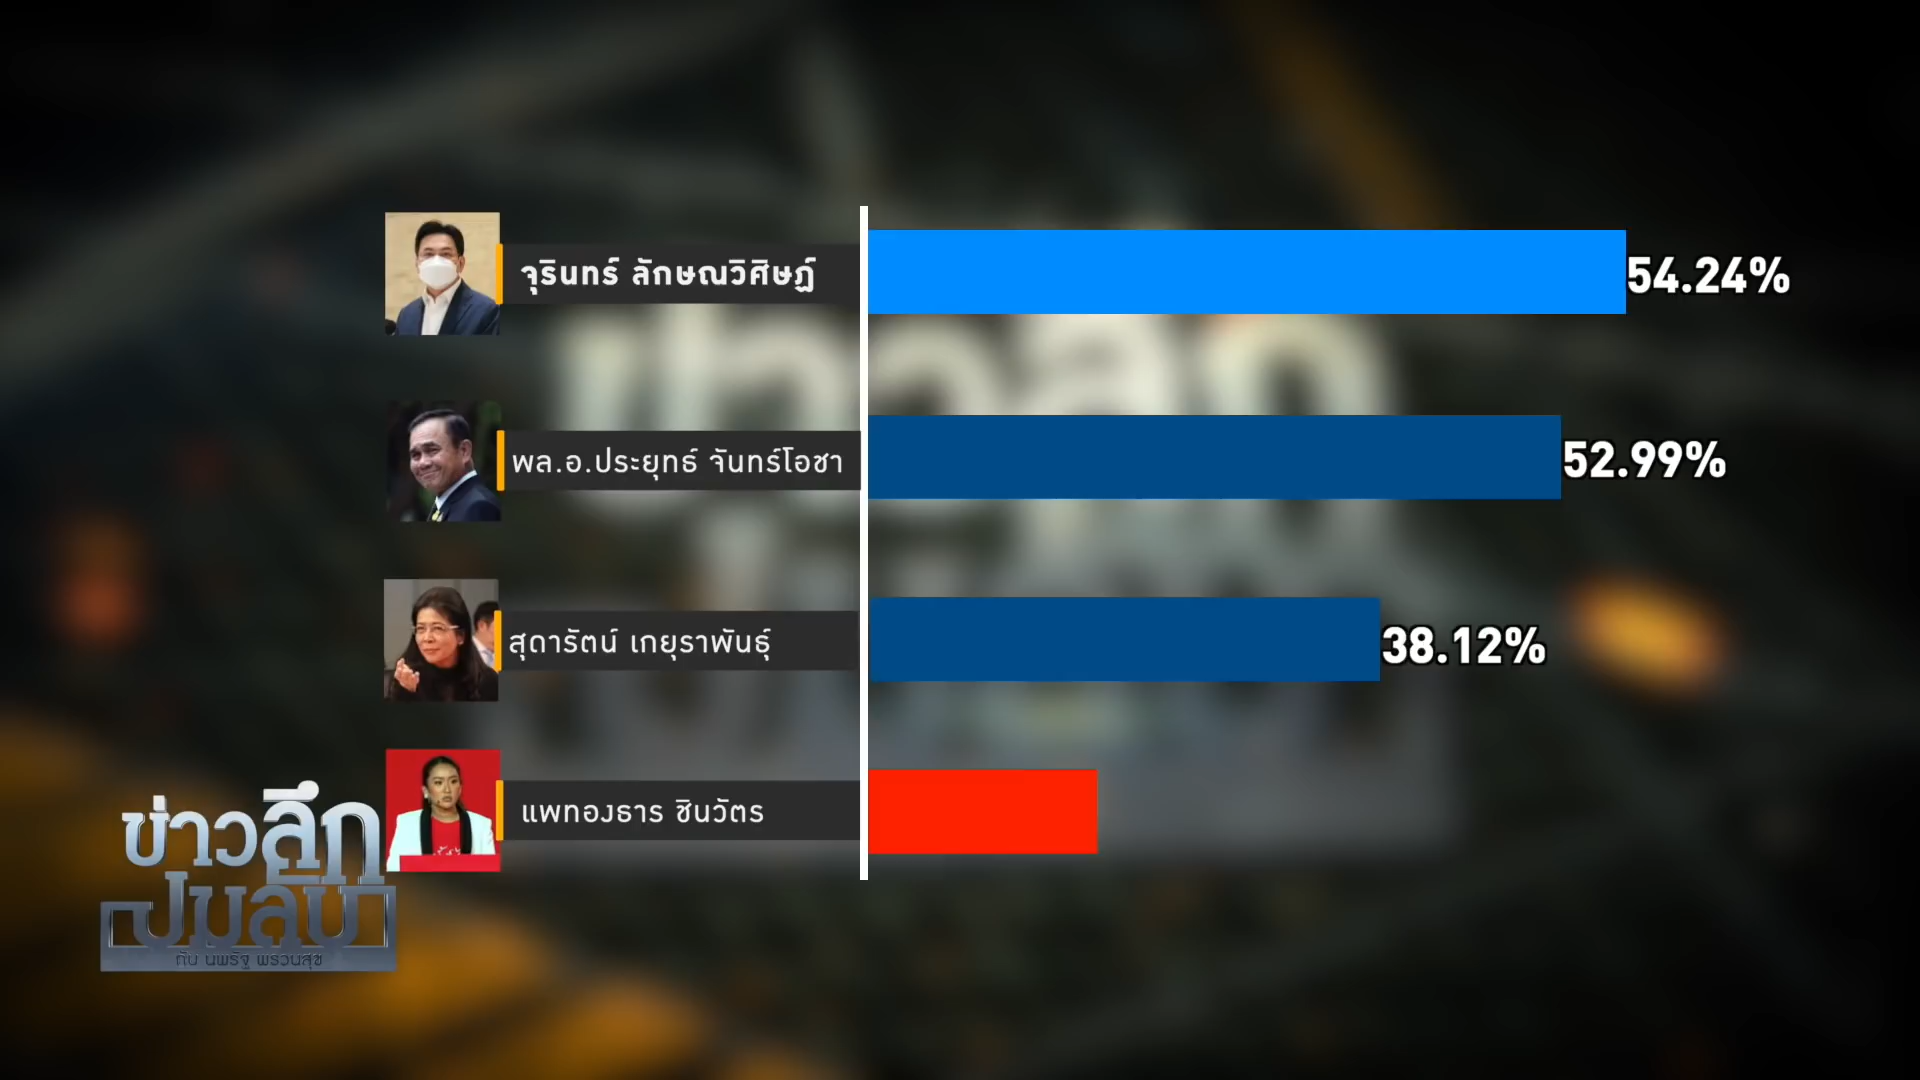 จุรินทร์ ลักษณวิศิษฏ์ 54.24%
พล.อ.ประยุทธ์ จันทร์โอชา 52.99%
สุดารัตน์ เกยุราพันธุ์ 38.12%
แพทองธาร ชินวัตร
ข่าวลึก
ปมลับ
กับ นพรัฐ พรวนสุข